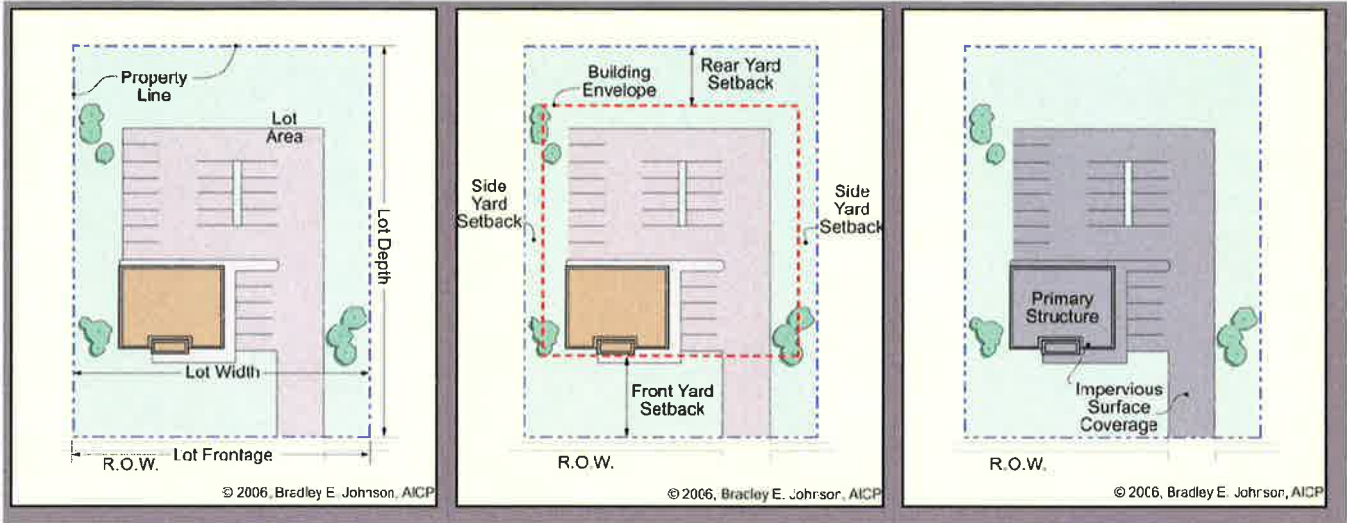 Property
Line
Lot
Area
Lot Depth
Lot Width
Lot Frontage
R.O.W.
© 2006, Bradley E. Johnson, AICP
Building
Envelope
Rear Yard
Setback
Side
Yard
Setback
Side
Yard
Setback
Front Yard
Setback
R.O.W.
© 2006, Bradley E. Johnson, AICP
Primary
Structure
Impervious
Surface
Coverage
R.O.W.
© 2006, Bradley E. Johnson, AICP